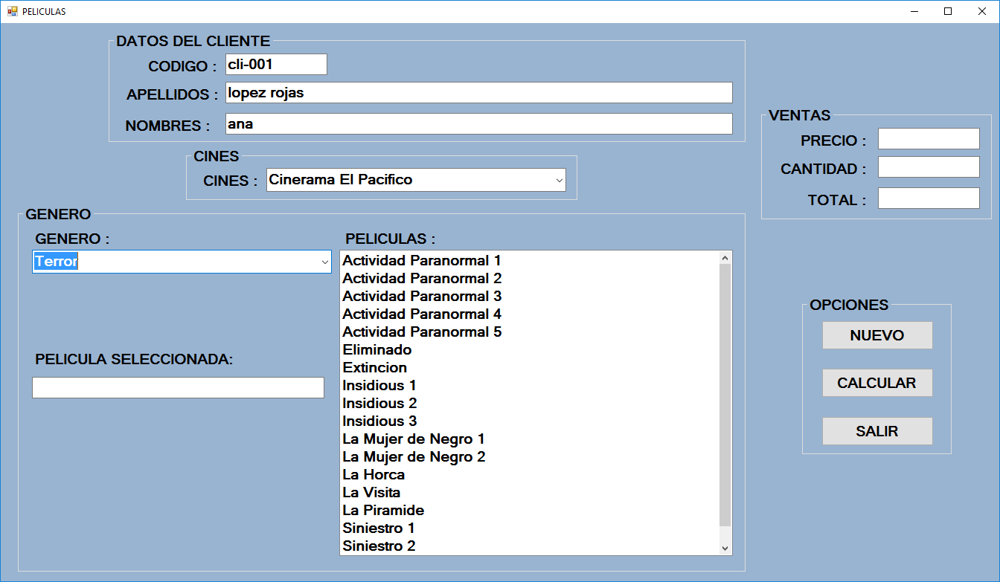 PELICULAS
DATOS DEL CLIENTE
CODIGO : cli-001
APELLIDOS : lopez rojas
NOMBRES : ana
VENTAS
PRECIO :
CANTIDAD :
TOTAL :
CINES
CINES : Cinerama El Pacifico
GENERO
GENERO :
Terror
PELICULA SELECCIONADA:
PELICULAS :
Actividad Paranormal 1
Actividad Paranormal 2
Actividad Paranormal 3
Actividad Paranormal 4
Actividad Paranormal 5
Eliminado
Extincion
Insidious 1
Insidious 2
Insidious 3
La Mujer de Negro 1
La Mujer de Negro 2
La Horca
La Visita
La Piramide
Siniestro 1
Siniestro 2
OPCIONES
NUEVO
CALCULAR
SALIR